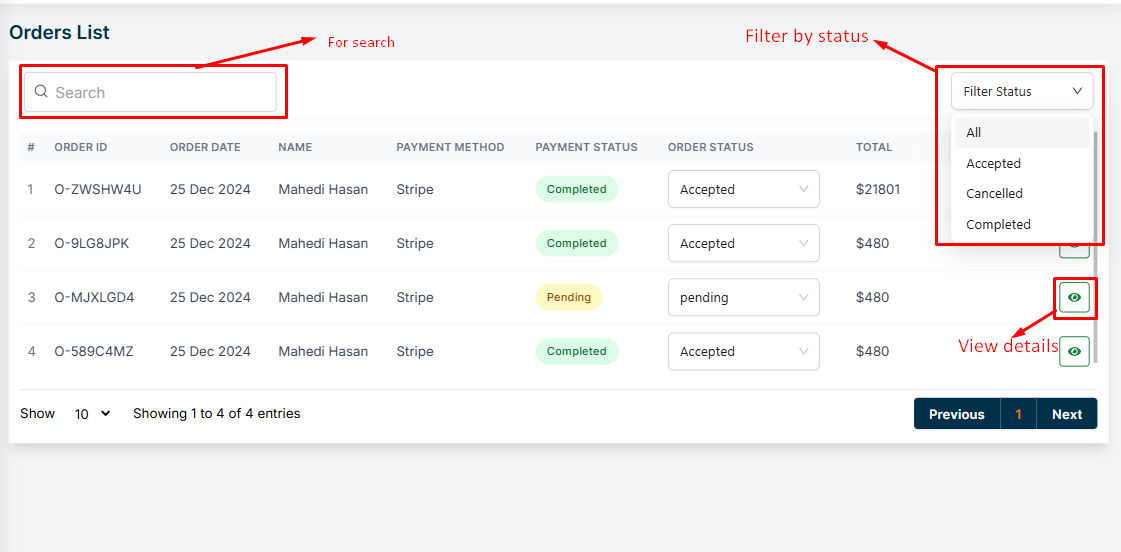 Orders List
For search
Filter by status
Search
Filter Status
All
Accepted
Cancelled
Completed
# ORDER ID ORDER DATE NAME PAYMENT METHOD PAYMENT STATUS ORDER STATUS TOTAL
1 O-ZWSHW4U 25 Dec 2024 Mahedi Hasan Stripe Completed Accepted $21801
2 O-9LG8JPK 25 Dec 2024 Mahedi Hasan Stripe Completed Accepted $480
3 O-MJXLGD4 25 Dec 2024 Mahedi Hasan Stripe Pending pending $480
View details
4 O-589C4MZ 25 Dec 2024 Mahedi Hasan Stripe Completed Accepted $480
Show 10 Showing 1 to 4 of 4 entries Previous 1 Next